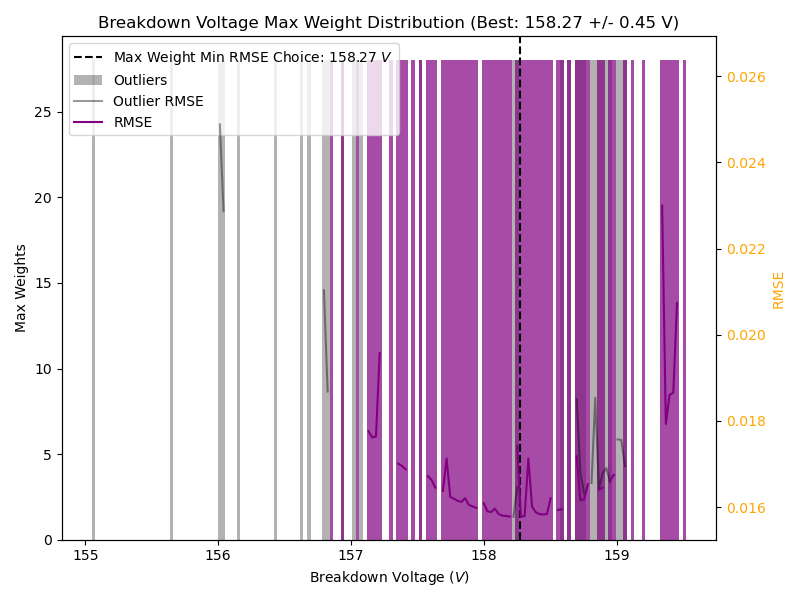 Breakdown Voltage Max Weight Distribution (Best: 158.27 +/- 0.45 V)
Max Weight Min RMSE Choice: 158.27 V
Outliers
Outlier RMSE
RMSE
Max Weights
25
20
15
10
5
0
155
156
157
158
159
Breakdown Voltage (V)
0.026
0.024
0.022
0.020
0.018
0.016
RMSE